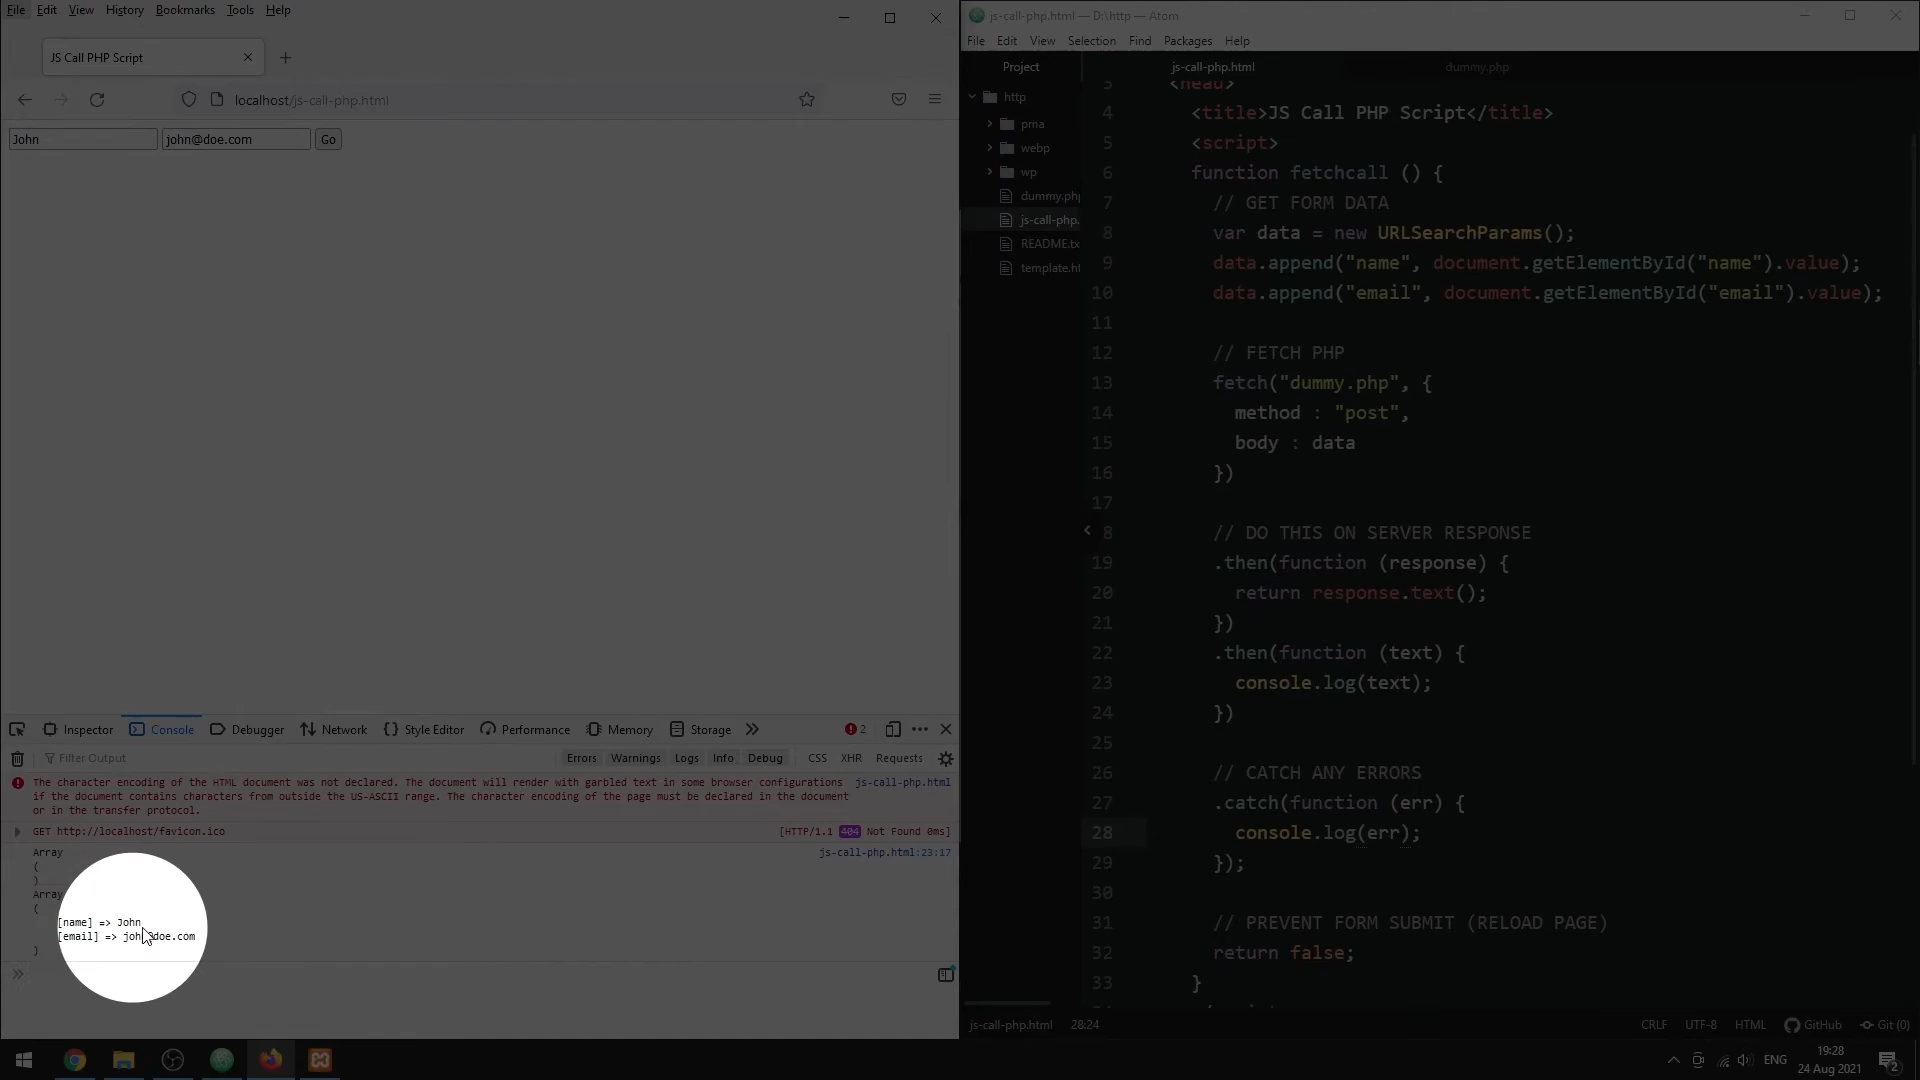 File Edit View History Bookmarks Tools Help
JS Call PHP Script
localhost/js-call-php.html
John john@doe.com Go
Inspector Console Debugger Network Style Editor Performance Memory Storage 2
Filter Output Errors Warnings Logs Info Debug CSS XHR Requests
The character encoding of the HTML document was not declared. The document will render with garbled text in some browser configurations js-call-php.html
if the document contains characters from outside the US-ASCII range. The character encoding of the page must be declared in the document
or in the transfer protocol.
GET http://localhost/favicon.ico [HTTP/1.1 404 Not Found 0ms]
Array js-call-php.html:23:17
(
)
Array
(
[name] => John
[email] => john@doe.com
)
js-call-php.html — D:\http — Atom
File Edit View Selection Find Packages Help
Project
http
pma
webp
wp
dummy.php
js-call-php.
README.tx
template.ht
js-call-php.html dummy.php
3 <head>
4 <title>JS Call PHP Script</title>
5 <script>
6 function fetchcall () {
7 // GET FORM DATA
8 var data = new URLSearchParams();
9 data.append("name", document.getElementById("name").value);
10 data.append("email", document.getElementById("email").value);
11
12 // FETCH PHP
13 fetch("dummy.php", {
14 method : "post",
15 body : data
16 })
17
8 // DO THIS ON SERVER RESPONSE
19 .then(function (response) {
20 return response.text();
21 })
22 .then(function (text) {
23 console.log(text);
24 })
25
26 // CATCH ANY ERRORS
27 .catch(function (err) {
28 console.log(err);
29 });
30
31 // PREVENT FORM SUBMIT (RELOAD PAGE)
32 return false;
33 }
js-call-php.html 28:24 CRLF UTF-8 HTML GitHub Git (0)
ENG 19:28
24 Aug 2021 2